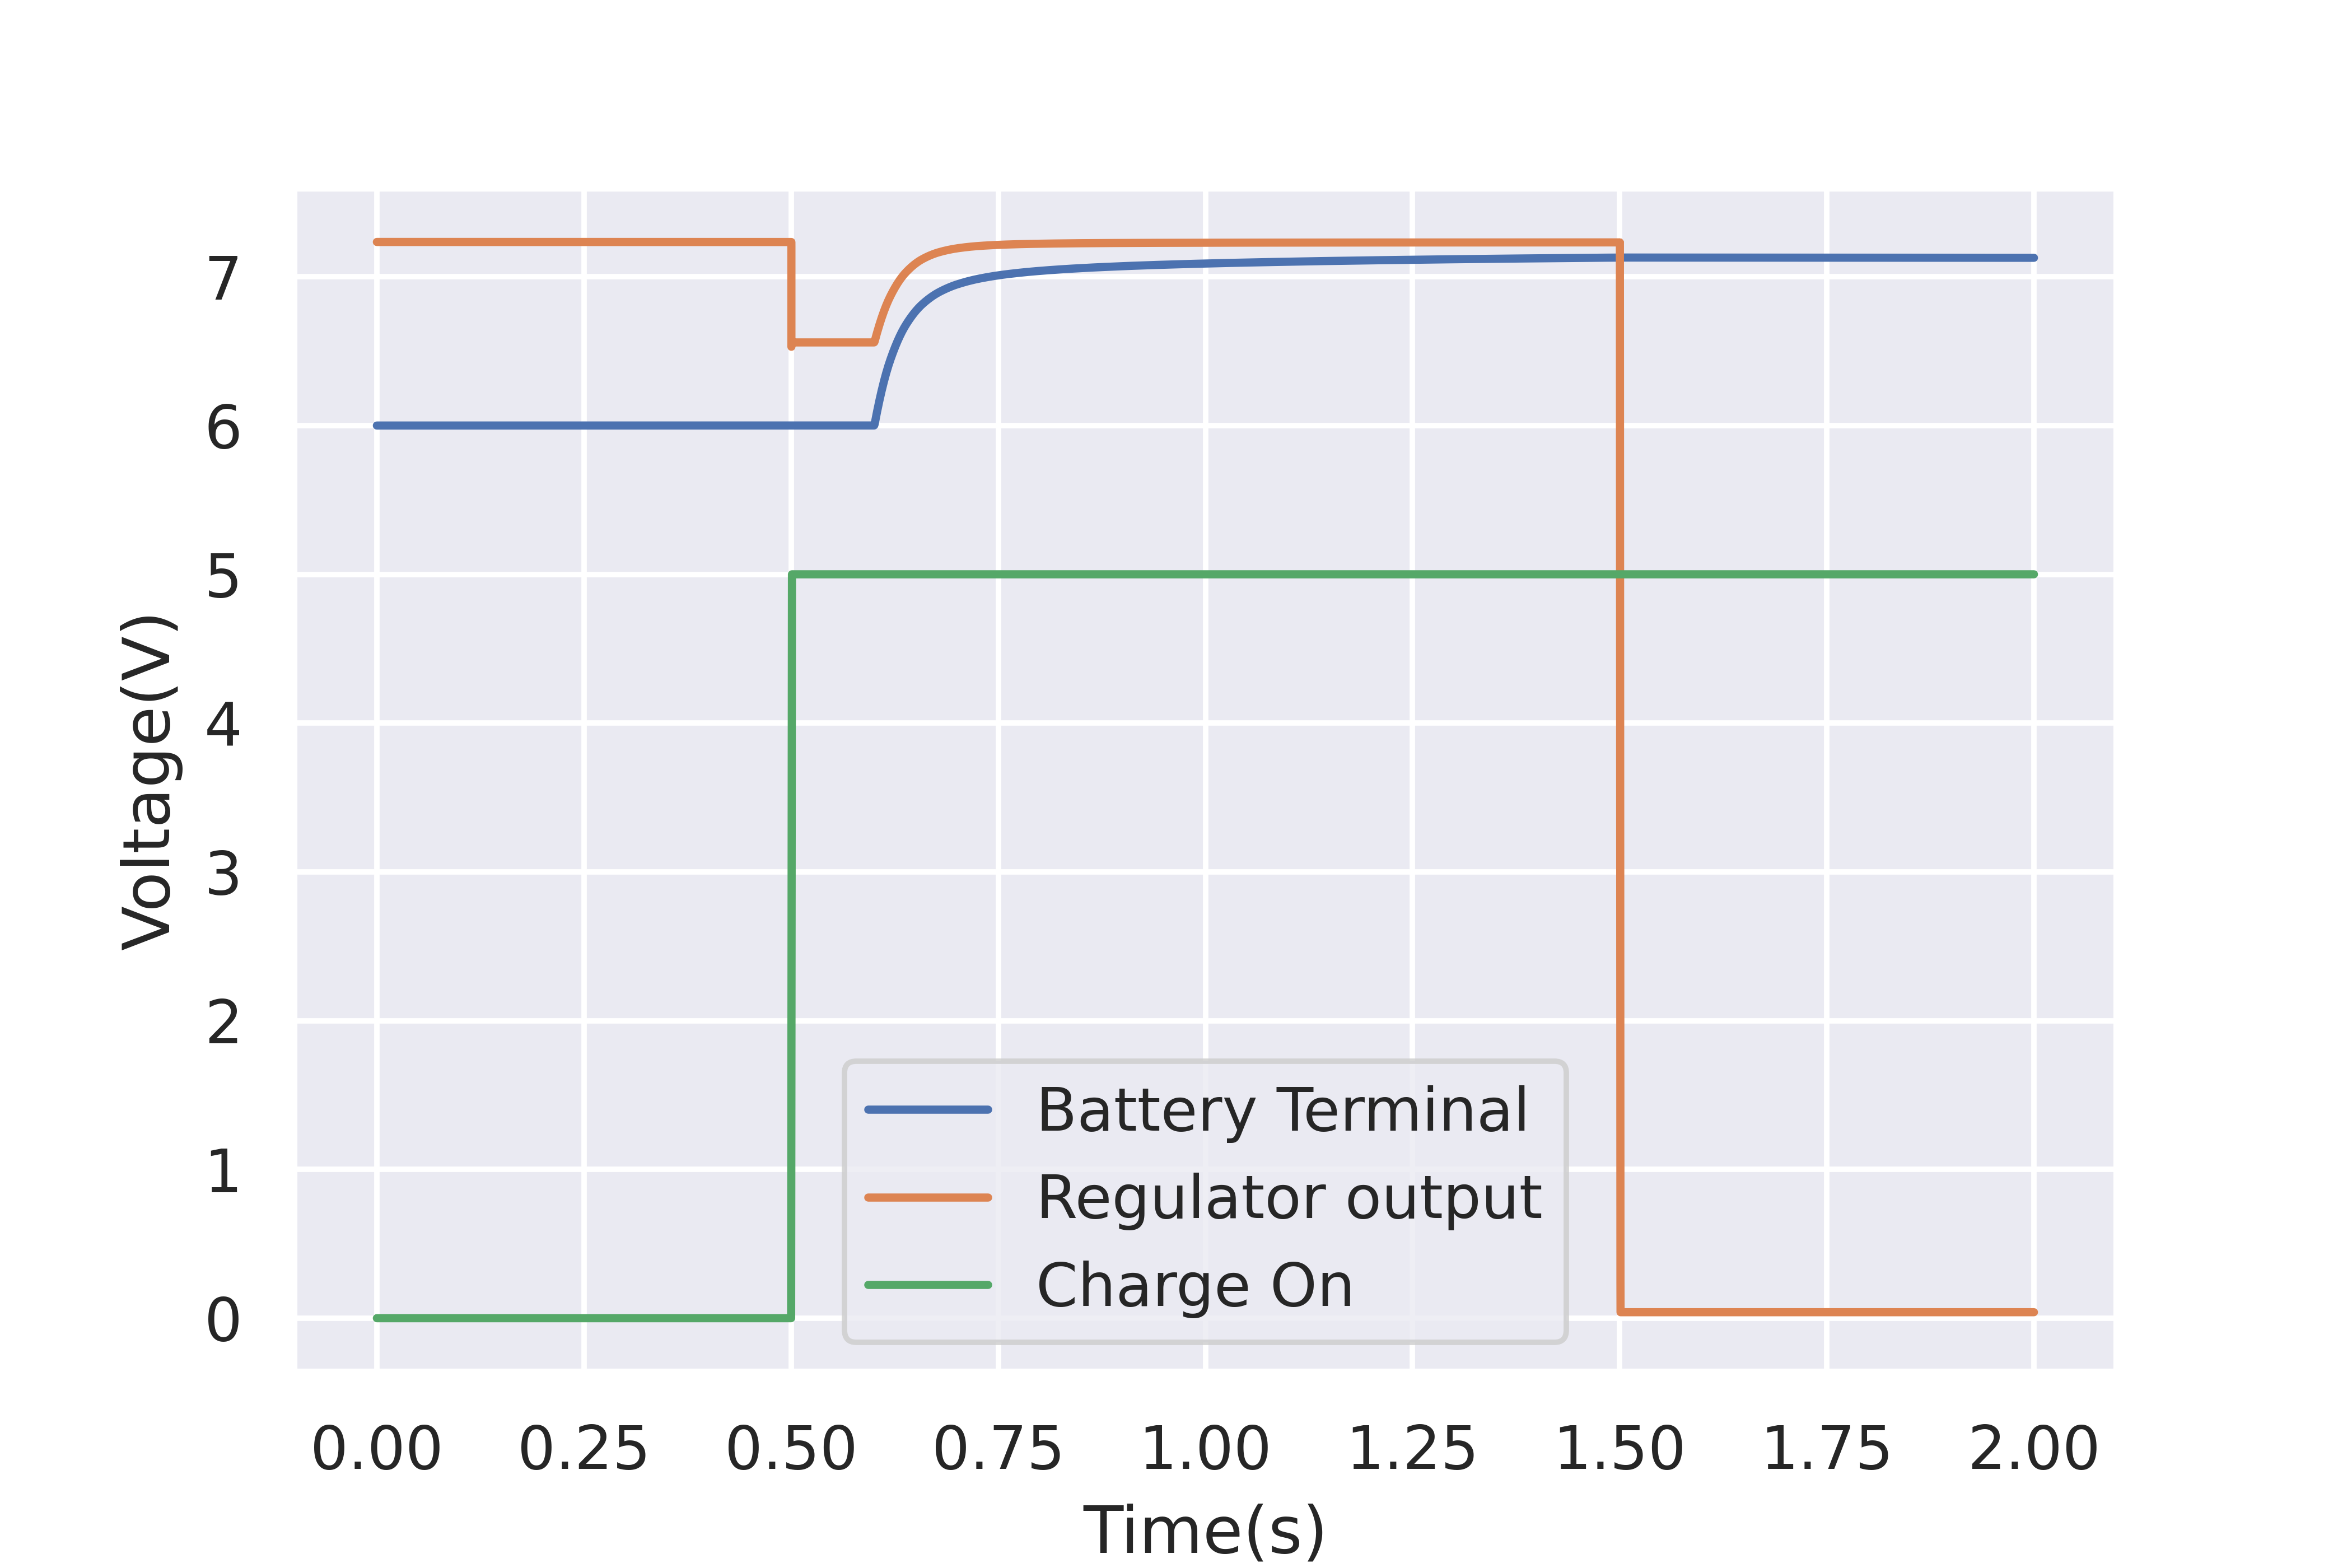 Voltage(V)
7
6
5
4
3
2
1
0
Battery Terminal
Regulator output
Charge On
0.00 0.25 0.50 0.75 1.00 1.25 1.50 1.75 2.00
Time(s)